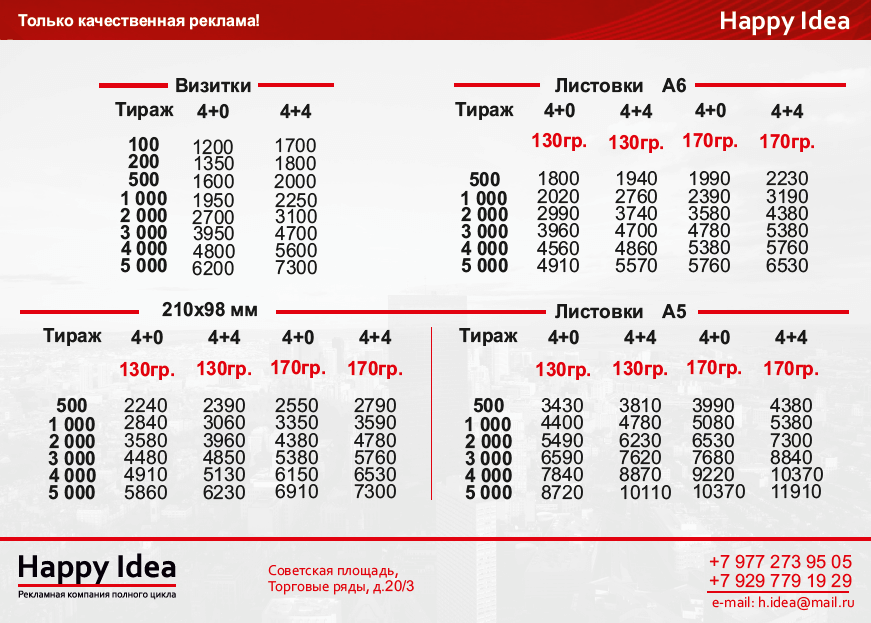 Только качественная реклама!
Happy Idea
Визитки
Тираж 4+0 4+4
100 1200 1700
200 1350 1800
500 1600 2000
1 000 1950 2250
2 000 2700 3100
3 000 3950 4700
4 000 4800 5600
5 000 6200 7300
Листовки А6
Тираж 4+0 4+4 4+0 4+4
130гр. 130гр. 170гр. 170гр.
500 1800 1940 1990 2230
1 000 2020 2760 2390 3190
2 000 2990 3740 3580 4380
3 000 3960 4700 4780 5380
4 000 4560 4860 5380 5760
5 000 4910 5570 5760 6530
210х98 мм
Тираж 4+0 4+4 4+0 4+4
130гр. 130гр. 170гр. 170гр.
500 2240 2390 2550 2790
1 000 2840 3060 3350 3590
2 000 3580 3960 4380 4780
3 000 4480 4850 5380 5760
4 000 4910 5130 6150 6530
5 000 5860 6230 6910 7300
Листовки А5
Тираж 4+0 4+4 4+0 4+4
130гр. 130гр. 170гр. 170гр.
500 3430 3810 3990 4380
1 000 4400 4780 5080 5380
2 000 5490 6230 6530 7300
3 000 6590 7620 7680 8840
4 000 7840 8870 9220 10370
5 000 8720 10110 10370 11910
Happy Idea
Рекламная компания полного цикла
Советская площадь,
Торговые ряды, д.20/3
+7 977 273 95 05
+7 929 779 19 29
e-mail: h.idea@mail.ru